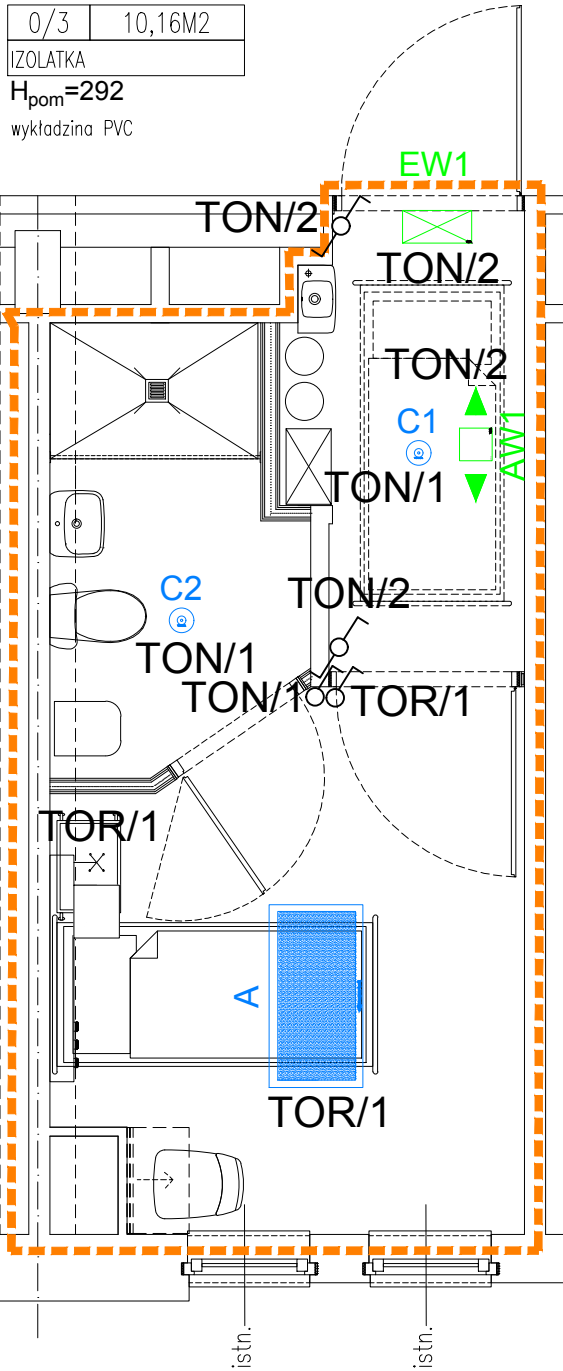 0/3 10,16M2
IZOLATKA
Hpom=292
wykładzina PVC
EW1
TON/2
TON/2
TON/2
C1
AW1
TON/1
TON/2
C2
TON/1
TON/1
TOR/1
TOR/1
A
TOR/1
istn.
istn.